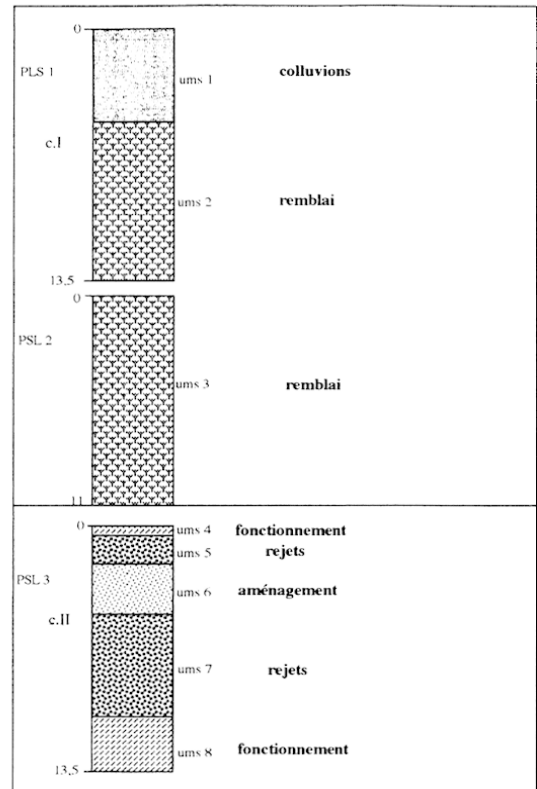 0
PLS 1
ums 1 colluvions
c.I
ums 2 remblai
13,5
0
PSL 2
ums 3 remblai
11
0
ums 4 fonctionnement
ums 5 rejets
PSL 3
ums 6 aménagement
c.II
ums 7 rejets
ums 8 fonctionnement
13,5